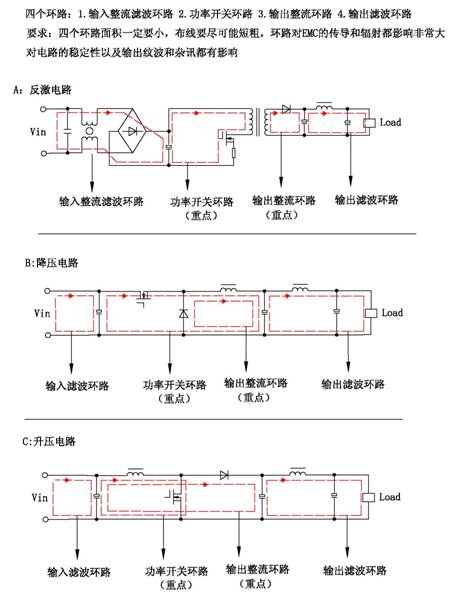 四个环路：1.输入整流滤波环路 2.功率开关环路 3.输出整流环路 4.输出滤波环路
要求：四个环路面积一定要小，布线要尽可能短粗，环路对EMC的传导和辐射都影响非常大
对电路的稳定性以及输出纹波和杂讯都有影响
A：反激电路
Vin
Load
输入整流滤波环路
功率开关环路
（重点）
输出整流环路
（重点）
输出滤波环路
B:降压电路
Vin
Load
输入滤波环路
功率开关环路
（重点）
输出整流环路
（重点）
输出滤波环路
C:升压电路
Vin
Load
输入滤波环路
功率开关环路
（重点）
输出整流环路
（重点）
输出滤波环路